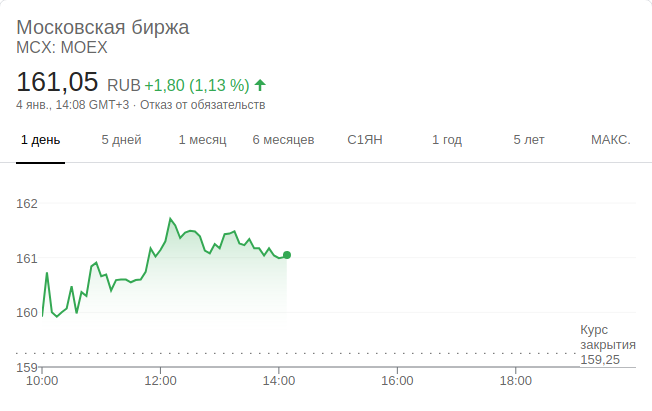 Московская биржа
MCX: MOEX
161,05 RUB +1,80 (1,13 %)
4 янв., 14:08 GMT+3 · Отказ от обязательств
1 день 5 дней 1 месяц 6 месяцев С1ЯН 1 год 5 лет МАКС.
162
161
160
Курс
закрытия
159,25
159
10:00 12:00 14:00 16:00 18:00